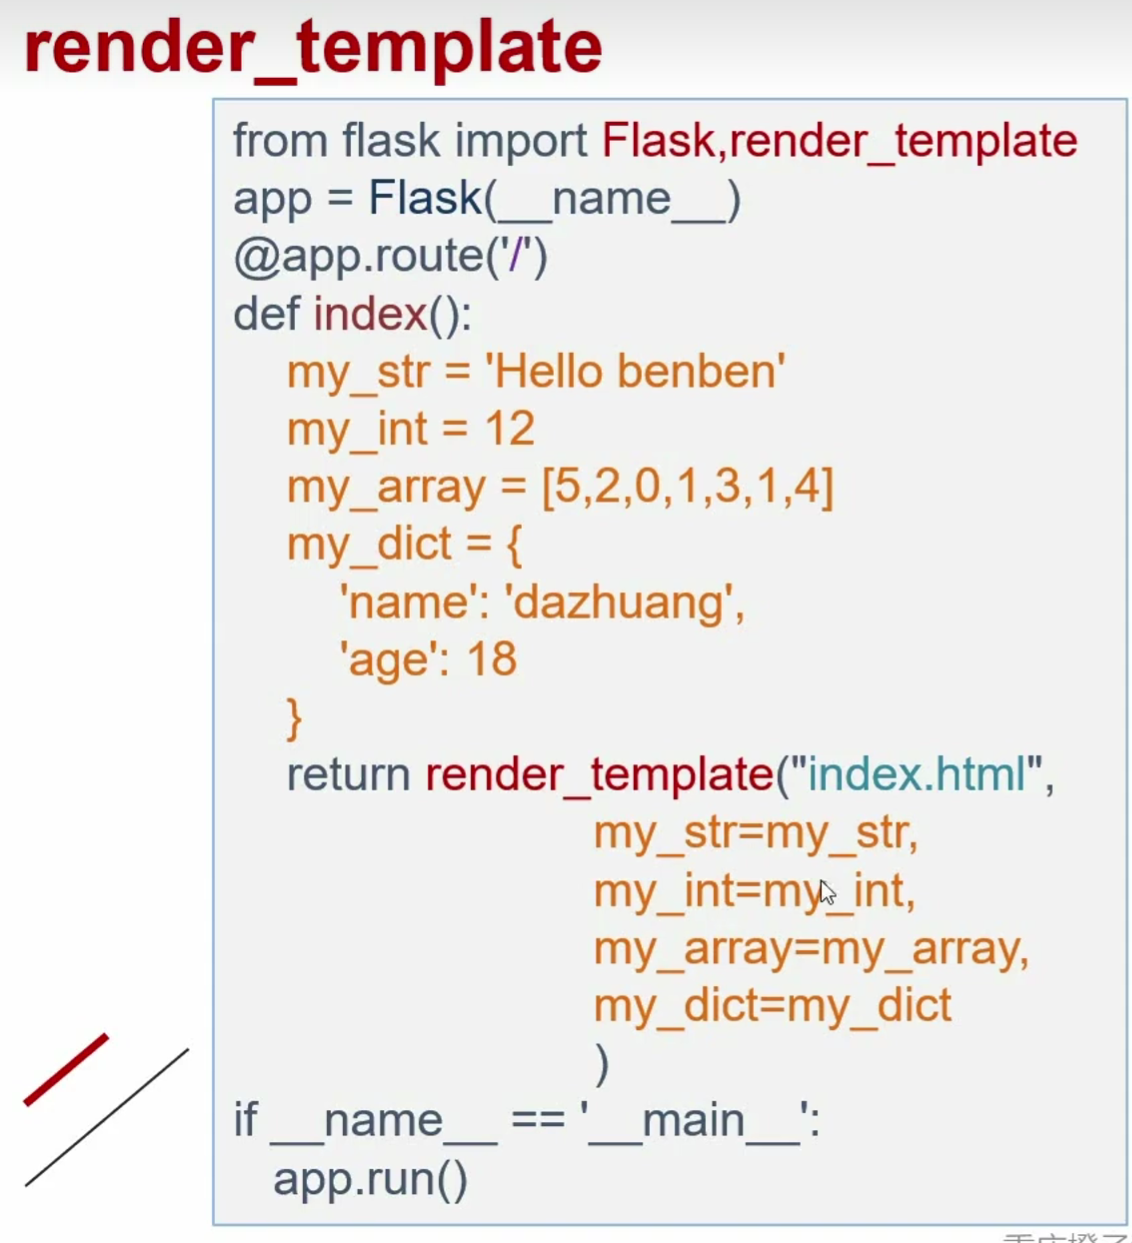 render_template
from flask import Flask,render_template
app = Flask(__name__)
@app.route('/')
def index():
my_str = 'Hello benben'
my_int = 12
my_array = [5,2,0,1,3,1,4]
my_dict = {
'name': 'dazhuang',
'age': 18
}
return render_template("index.html",
my_str=my_str,
my_int=my_int,
my_array=my_array,
my_dict=my_dict
)
if __name__ == '__main__':
app.run()